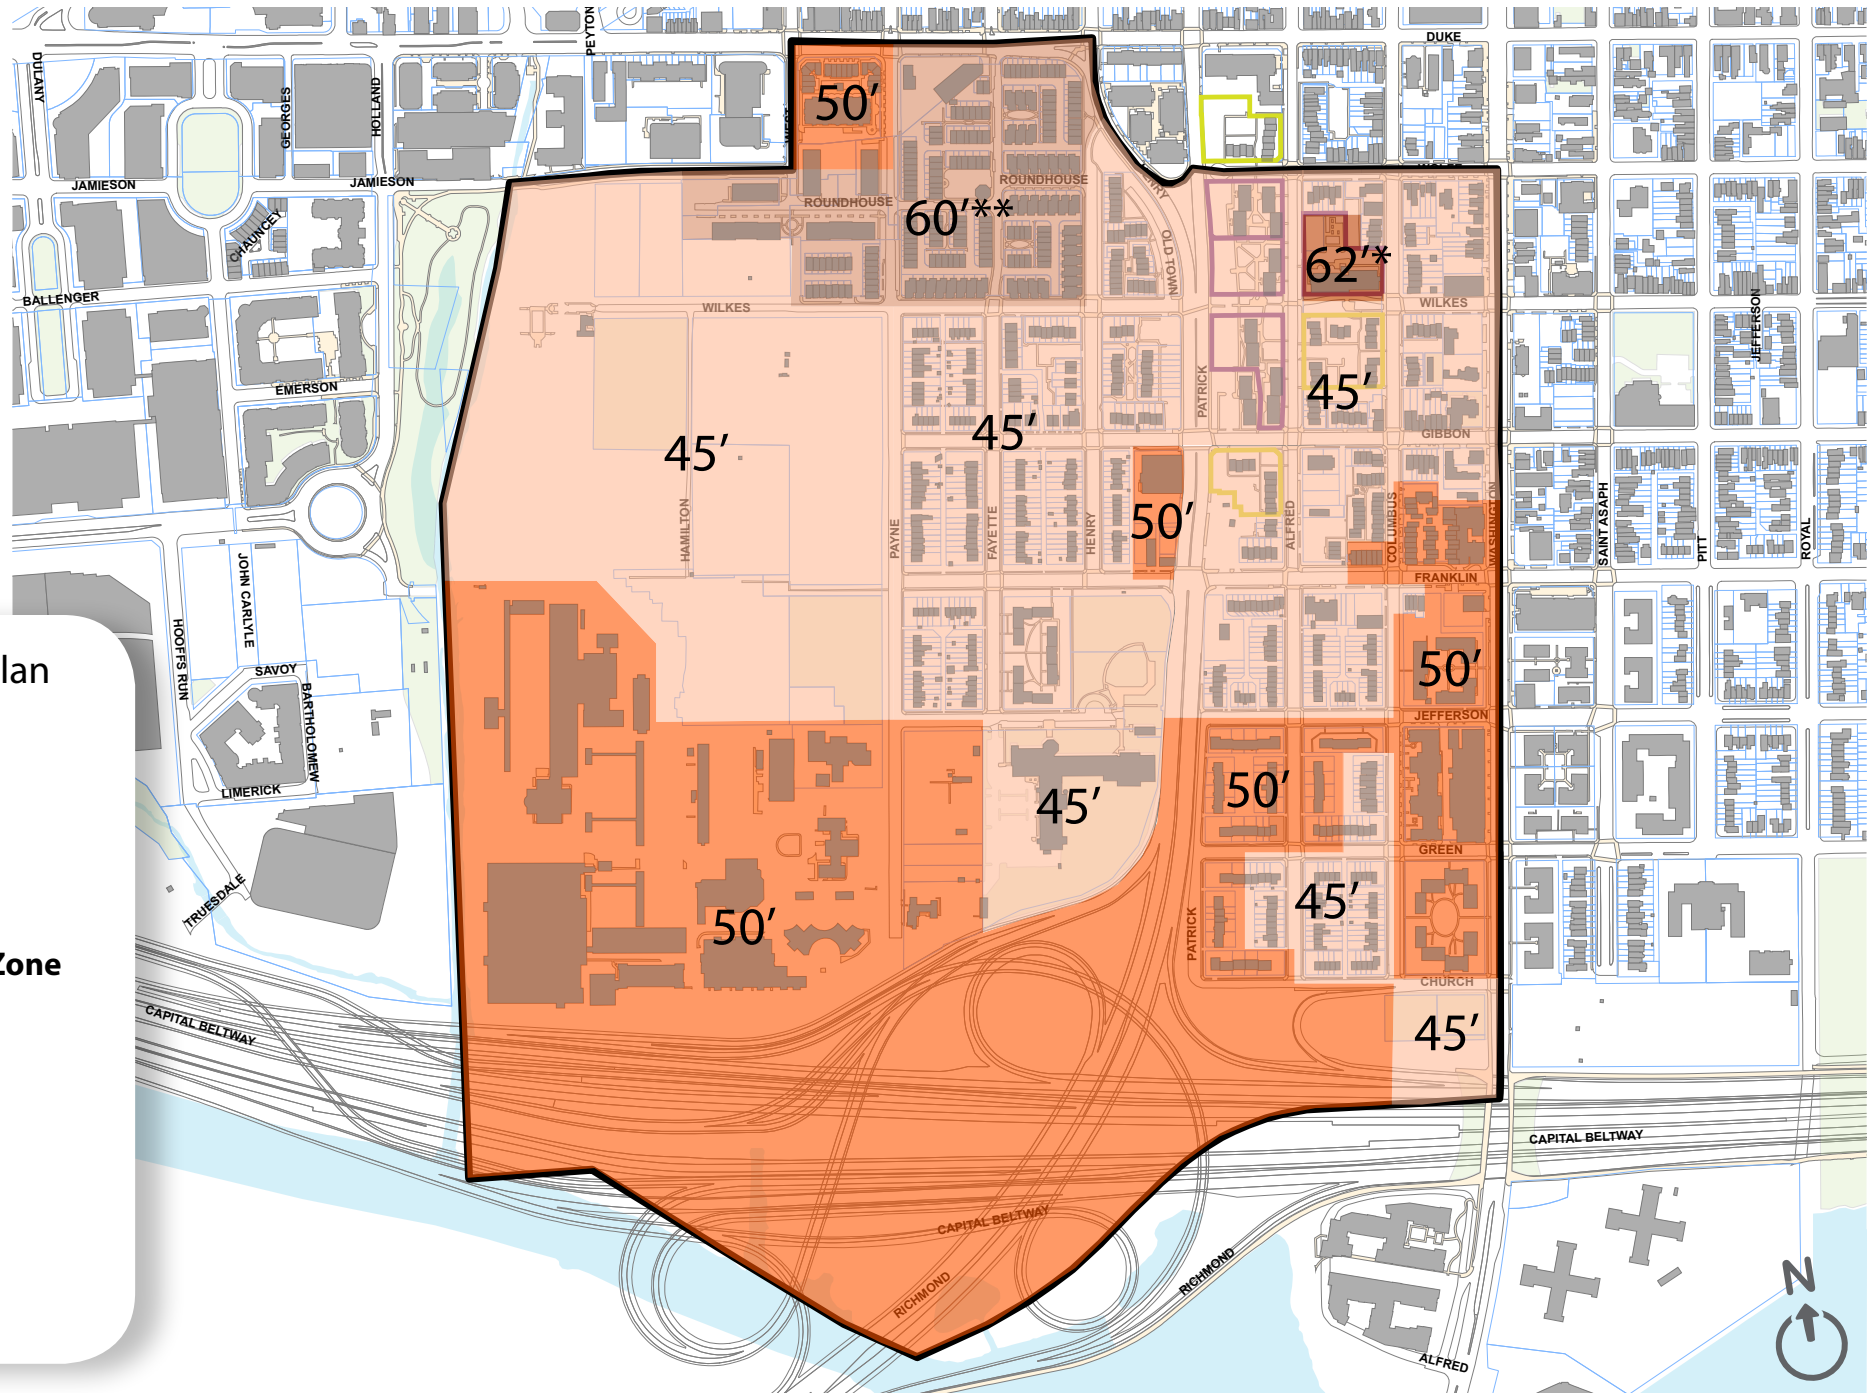 DUKE
PEYTON
DULANY
GEORGES
HOLLAND
WEST
50′
JAMIESON
JAMIESON
ROUNDHOUSE
ROUNDHOUSE
HENRY
60′**
OLD TOWN
62′*
CHAUNCEY
BALLENGER
WILKES
WILKES
JEFFERSON
EMERSON
PATRICK
45′
45′
45′
GIBBON
HAMILTON
PAYNE
FAYETTE
HENRY
50′
ALFRED
COLUMBUS
WASHINGTON
SAINT ASAPH
PITT
ROYAL
FRANKLIN
JOHN CARLYLE
HOOFFS RUN
SAVOY
BARTHOLOMEW
lan
50′
JEFFERSON
LIMERICK
50′
45′
GREEN
TRUESDALE
45′
50′
PATRICK
Zone
CHURCH
CAPITAL BELTWAY
45′
CAPITAL BELTWAY
CAPITAL BELTWAY
RICHMOND
RICHMOND
N
ALFRED